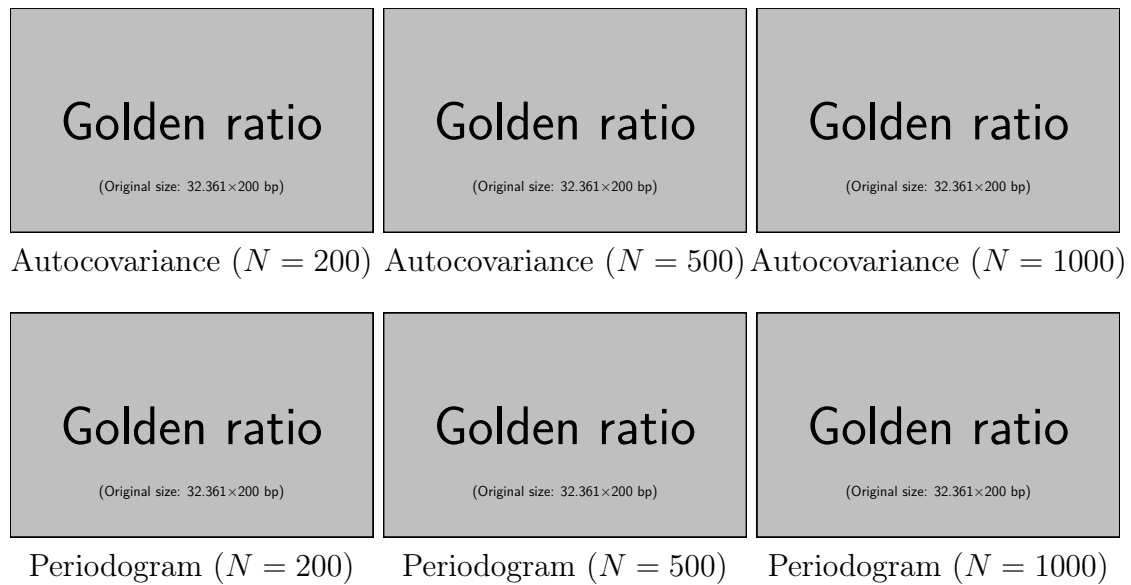 Golden ratio
(Original size: 32.361×200 bp)
Golden ratio
(Original size: 32.361×200 bp)
Golden ratio
(Original size: 32.361×200 bp)
Autocovariance (N = 200)
Autocovariance (N = 500)
Autocovariance (N = 1000)
Golden ratio
(Original size: 32.361×200 bp)
Golden ratio
(Original size: 32.361×200 bp)
Golden ratio
(Original size: 32.361×200 bp)
Periodogram (N = 200)
Periodogram (N = 500)
Periodogram (N = 1000)